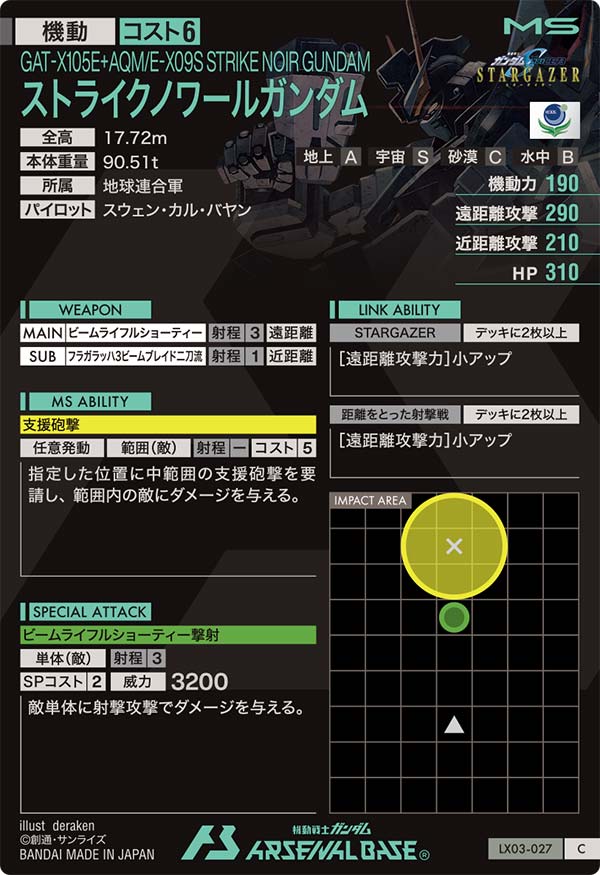 機動 コスト6 MS
GAT-X105E+AQM/E-X09S STRIKE NOIR GUNDAM
ストライクノワールガンダム
機動戦士ガンダムSEED
STARGAZER
全高 17.72m
本体重量 90.51t
所属 地球連合軍
パイロット スウェン・カル・バヤン
地上 A 宇宙 S 砂漠 C 水中 B
機動力 190
遠距離攻撃 290
近距離攻撃 210
HP 310
WEAPON
MAIN ビームライフルショーティー 射程 3 遠距離
SUB フラガラッハ3ビームブレイド二刀流 射程 1 近距離
MS ABILITY
支援砲撃
任意発動 範囲(敵) 射程 ー コスト 5
指定した位置に中範囲の支援砲撃を要
請し、範囲内の敵にダメージを与える。
SPECIAL ATTACK
ビームライフルショーティー撃射
単体(敵) 射程 3
SPコスト 2 威力 3200
敵単体に射撃攻撃でダメージを与える。
LINK ABILITY
STARGAZER デッキに2枚以上
[遠距離攻撃力]小アップ
距離をとった射撃戦 デッキに2枚以上
[遠距離攻撃力]小アップ
IMPACT AREA
illust deraken
©創通・サンライズ
BANDAI MADE IN JAPAN
機動戦士ガンダム
ARSENAL BASE®
LX03-027 C